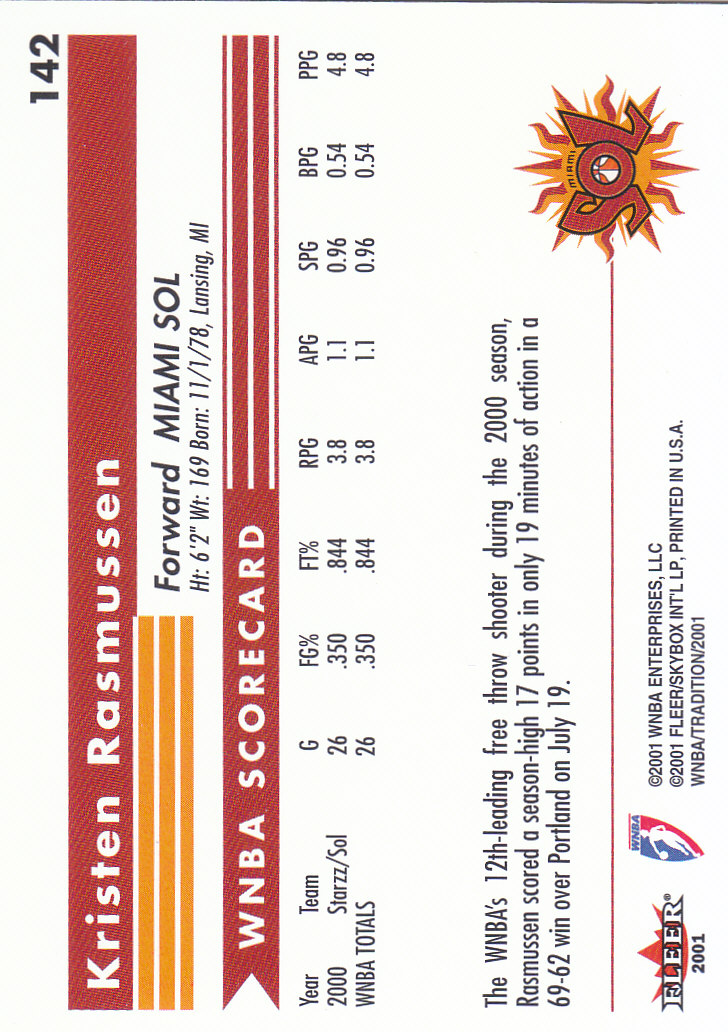 142
Kristen Rasmussen
Forward MIAMI SOL
Ht: 6'2" Wt: 169 Born: 11/1/78, Lansing, MI
WNBA SCORECARD
Year Team G FG% FT% RPG APG SPG BPG PPG
2000 Starzz/Sol 26 .350 .844 3.8 1.1 0.96 0.54 4.8
WNBA TOTALS 26 .350 .844 3.8 1.1 0.96 0.54 4.8
The WNBA's 12th-leading free throw shooter during the 2000 season,
Rasmussen scored a season-high 17 points in only 19 minutes of action in a
69-62 win over Portland on July 19.
MIAMI
SOL
FLEER®
2001
WNBA
©2001 WNBA ENTERPRISES, LLC
©2001 FLEER/SKYBOX INT'L LP, PRINTED IN U.S.A.
WNBA/TRADITION/2001